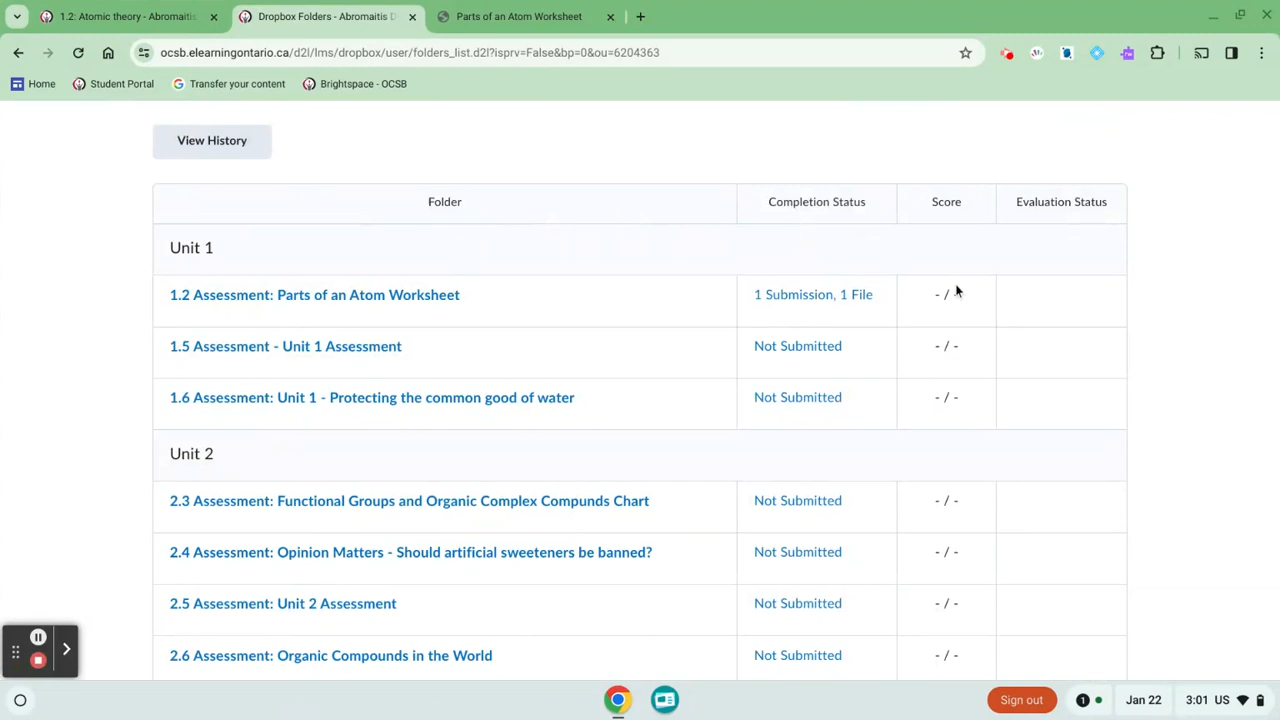 1.2: Atomic theory - Abromaitis
Dropbox Folders - Abromaitis D
Parts of an Atom Worksheet
ocsb.elearningontario.ca/d2l/lms/dropbox/user/folders_list.d2l?isprv=False&bp=0&ou=6204363
Home Student Portal Transfer your content Brightspace - OCSB
View History
Folder Completion Status Score Evaluation Status
Unit 1
1.2 Assessment: Parts of an Atom Worksheet 1 Submission, 1 File - / -
1.5 Assessment - Unit 1 Assessment Not Submitted - / -
1.6 Assessment: Unit 1 - Protecting the common good of water Not Submitted - / -
Unit 2
2.3 Assessment: Functional Groups and Organic Complex Compunds Chart Not Submitted - / -
2.4 Assessment: Opinion Matters - Should artificial sweeteners be banned? Not Submitted - / -
2.5 Assessment: Unit 2 Assessment Not Submitted - / -
2.6 Assessment: Organic Compounds in the World Not Submitted - / -
Sign out 1 Jan 22 3:01 US